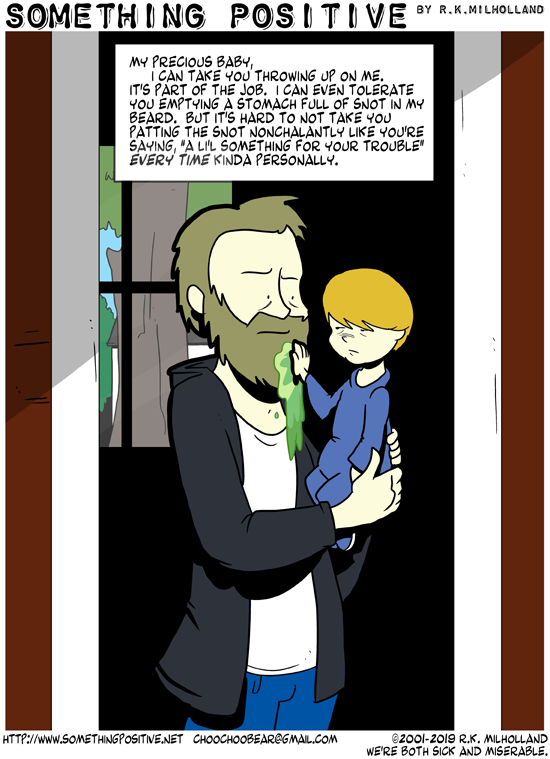 SOMETHING POSITIVE BY R.K.MILHOLLAND
MY PRECIOUS BABY,
I CAN TAKE YOU THROWING UP ON ME.
IT'S PART OF THE JOB. I CAN EVEN TOLERATE
YOU EMPTYING A STOMACH FULL OF SNOT IN MY
BEARD. BUT IT'S HARD TO NOT TAKE YOU
PATTING THE SNOT NONCHALANTLY LIKE YOU'RE
SAYING, "A LI'L SOMETHING FOR YOUR TROUBLE"
EVERY TIME KINDA PERSONALLY.
HTTP://WWW.SOMETHINGPOSITIVE.NET CHOOCHOOBEAR@GMAIL.COM ©2001-2019 R.K. MILHOLLAND
WE'RE BOTH SICK AND MISERABLE.